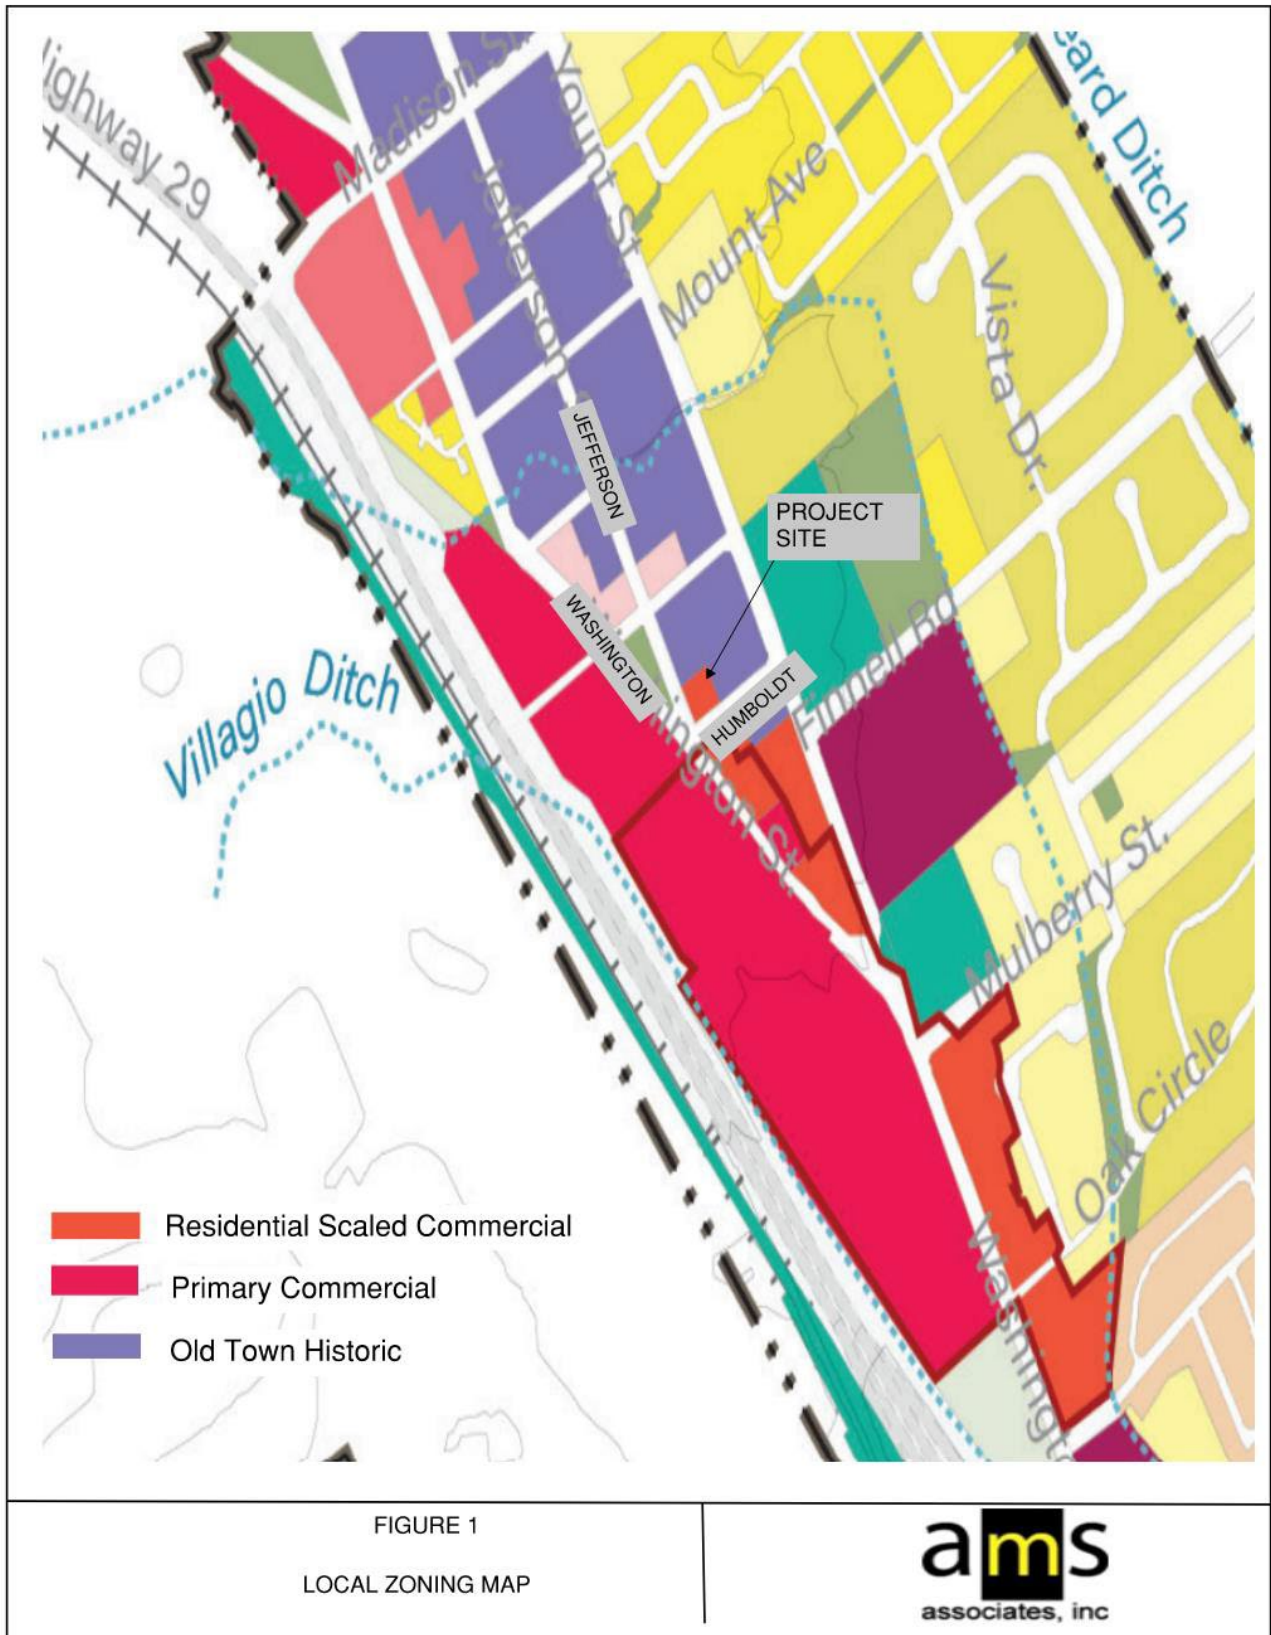 ighway 29
Madison St.
Yount St.
eard Ditch
Jefferson
Mount Ave
Vista Dr.
JEFFERSON
PROJECT
SITE
WASHINGTON
HUMBOLDT
Finnell Rd
Villagio Ditch
ington St.
Mulberry St.
Oak Circle
Washingt
Residential Scaled Commercial
Primary Commercial
Old Town Historic
FIGURE 1
LOCAL ZONING MAP
ams
associates, inc